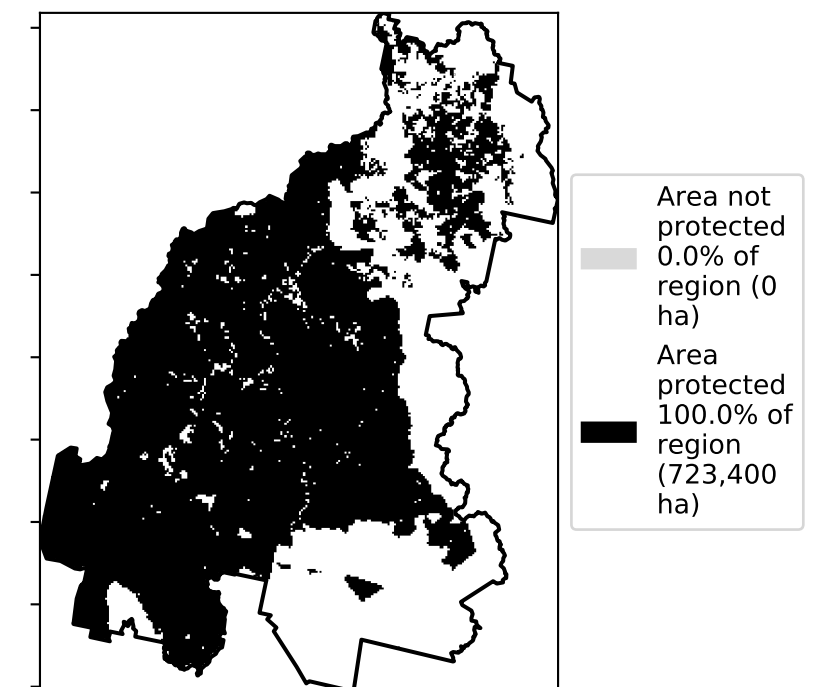 Area not
protected
0.0% of
region (0
ha)
Area
protected
100.0% of
region
(723,400
ha)